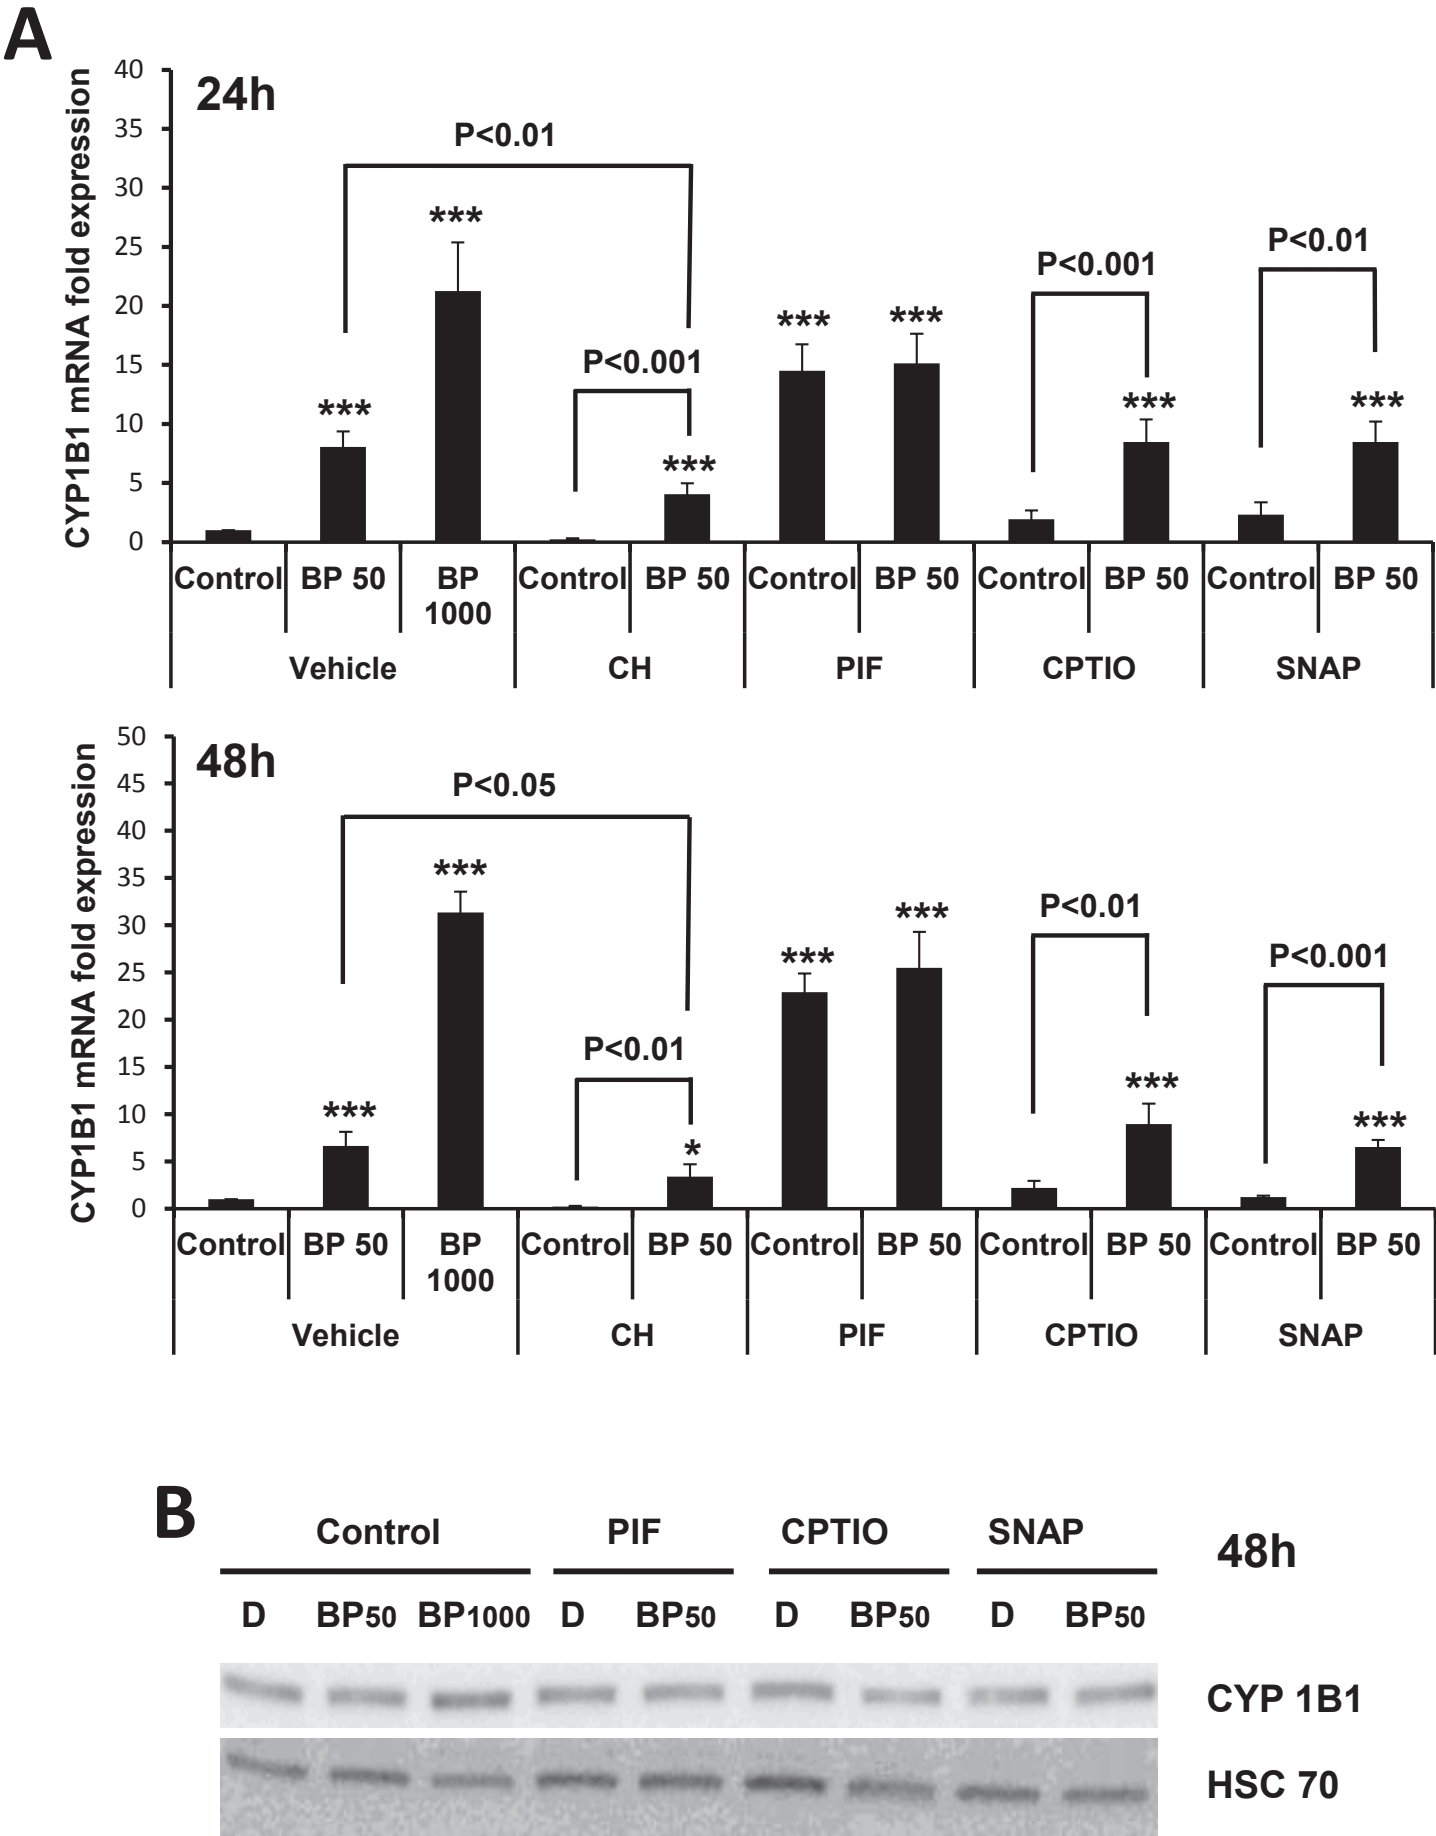 A
24h
CYP1B1 mRNA fold expression
40
35
30
25
20
15
10
5
0
P<0.01
P<0.001
P<0.001
P<0.01
***
***
***
***
***
***
***
Control BP 50 BP 1000 Control BP 50 Control BP 50 Control BP 50 Control BP 50
Vehicle CH PIF CPTIO SNAP
48h
CYP1B1 mRNA fold expression
50
45
40
35
30
25
20
15
10
5
0
P<0.05
P<0.01
P<0.01
P<0.001
***
***
*
***
***
***
***
Control BP 50 BP 1000 Control BP 50 Control BP 50 Control BP 50 Control BP 50
Vehicle CH PIF CPTIO SNAP
B
Control PIF CPTIO SNAP 48h
D BP50 BP1000 D BP50 D BP50 D BP50
CYP 1B1
HSC 70